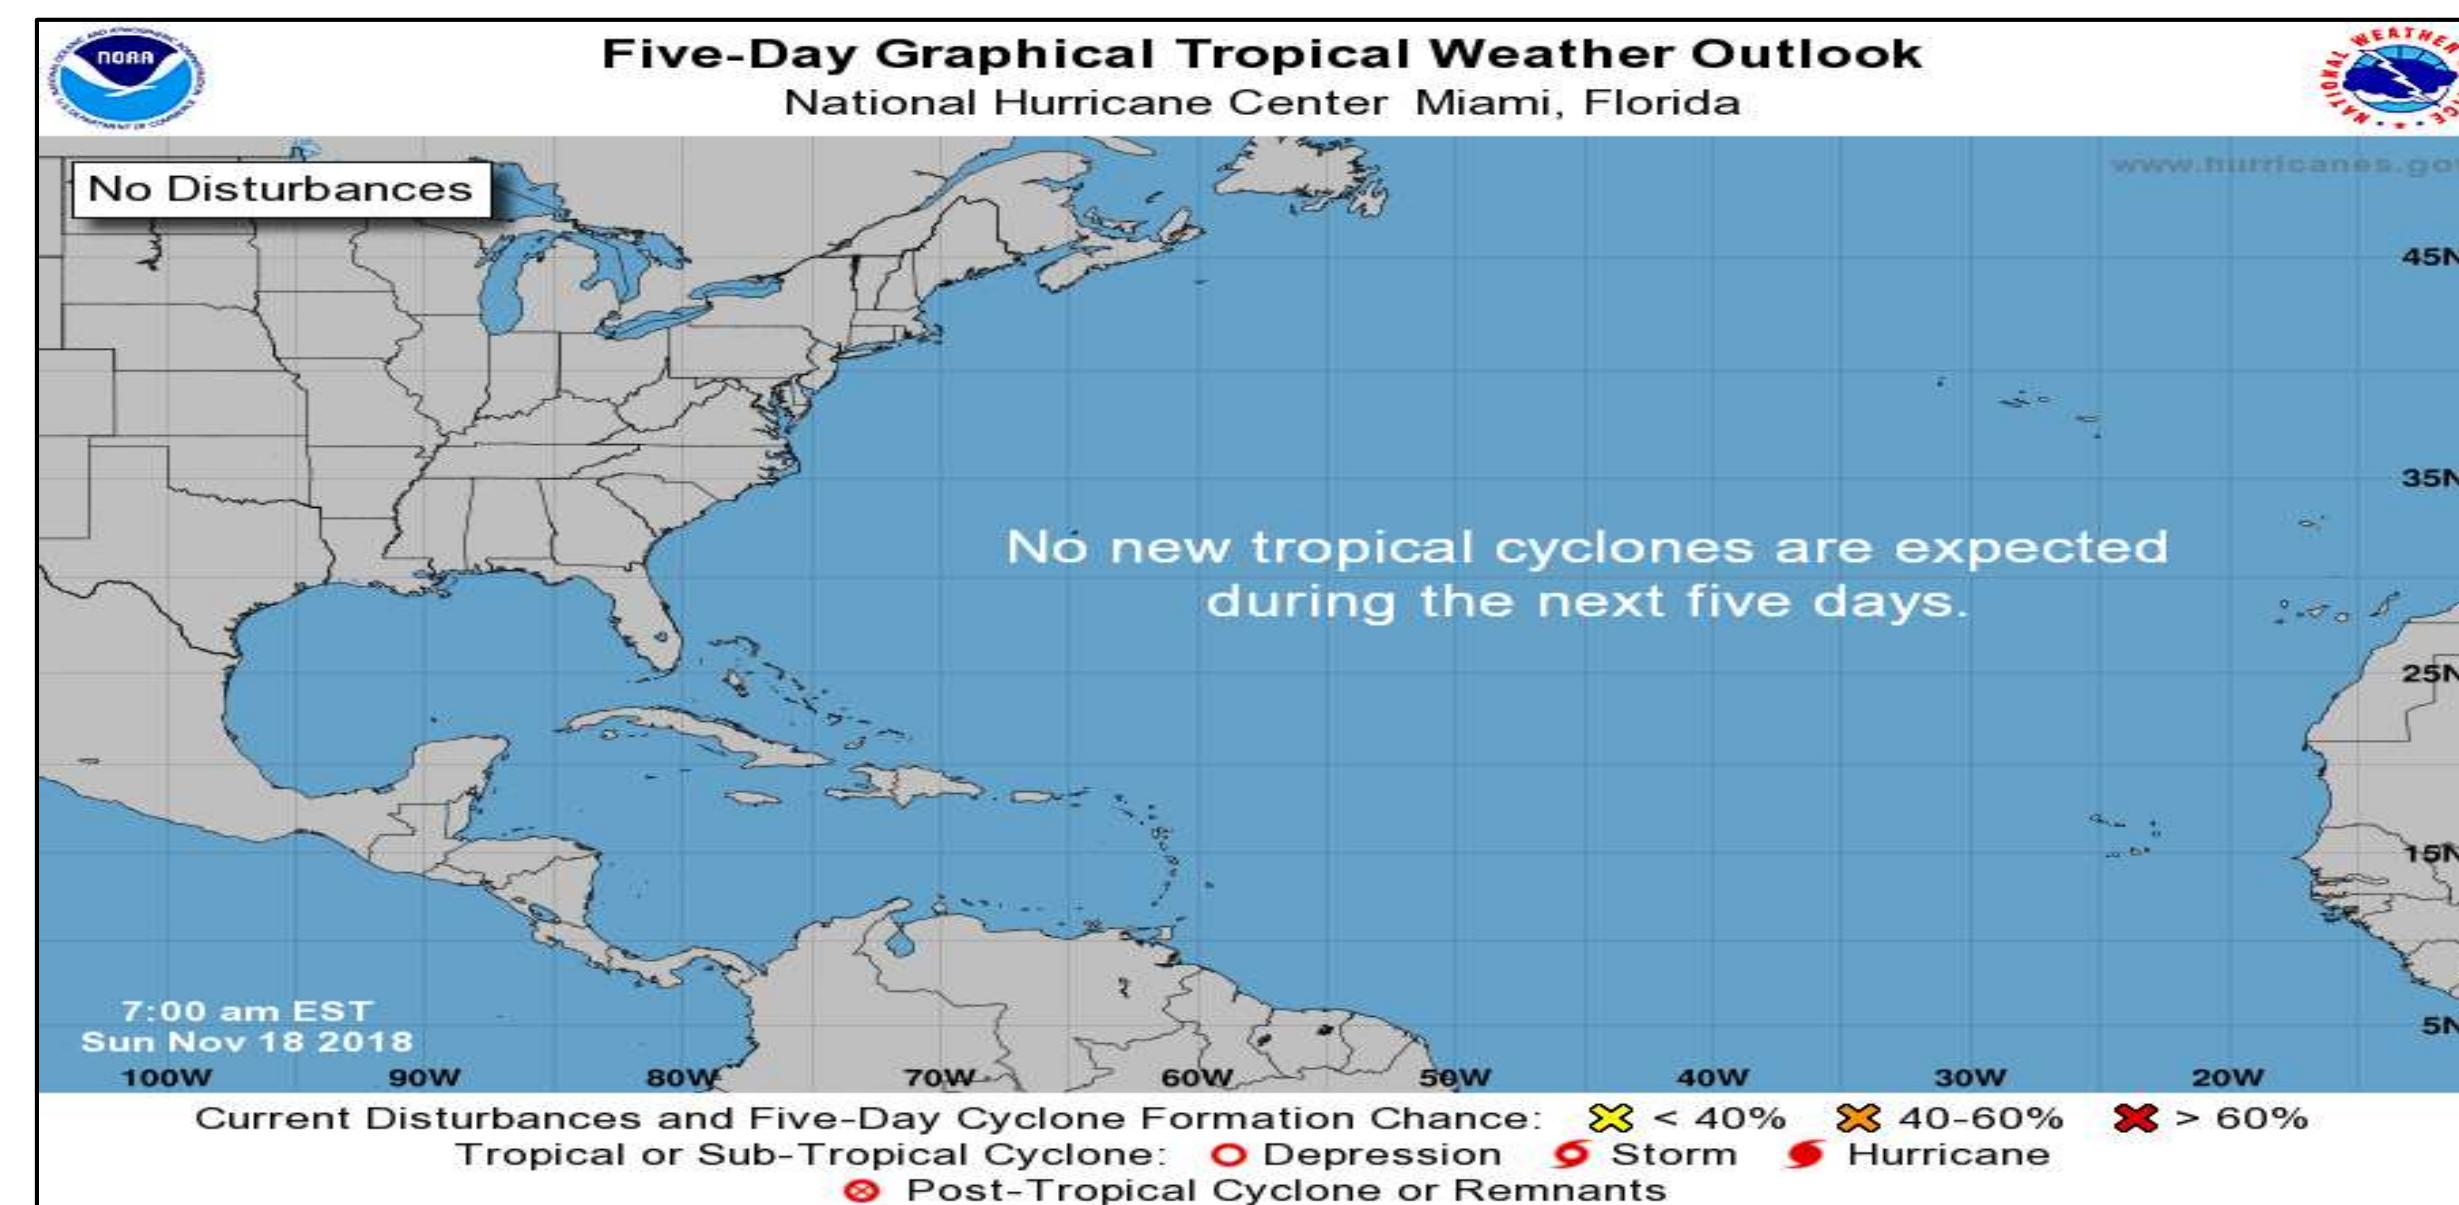 NOAA
Five-Day Graphical Tropical Weather Outlook
National Hurricane Center Miami, Florida
NATIONAL WEATHER
No Disturbances
www.hurricanes.gov
45N
35N
No new tropical cyclones are expected
during the next five days.
25N
15N
7:00 am EST
Sun Nov 18 2018
5N
100W 90W 80W 70W 60W 50W 40W 30W 20W
Current Disturbances and Five-Day Cyclone Formation Chance: < 40% 40-60% > 60%
Tropical or Sub-Tropical Cyclone: Depression Storm Hurricane
Post-Tropical Cyclone or Remnants